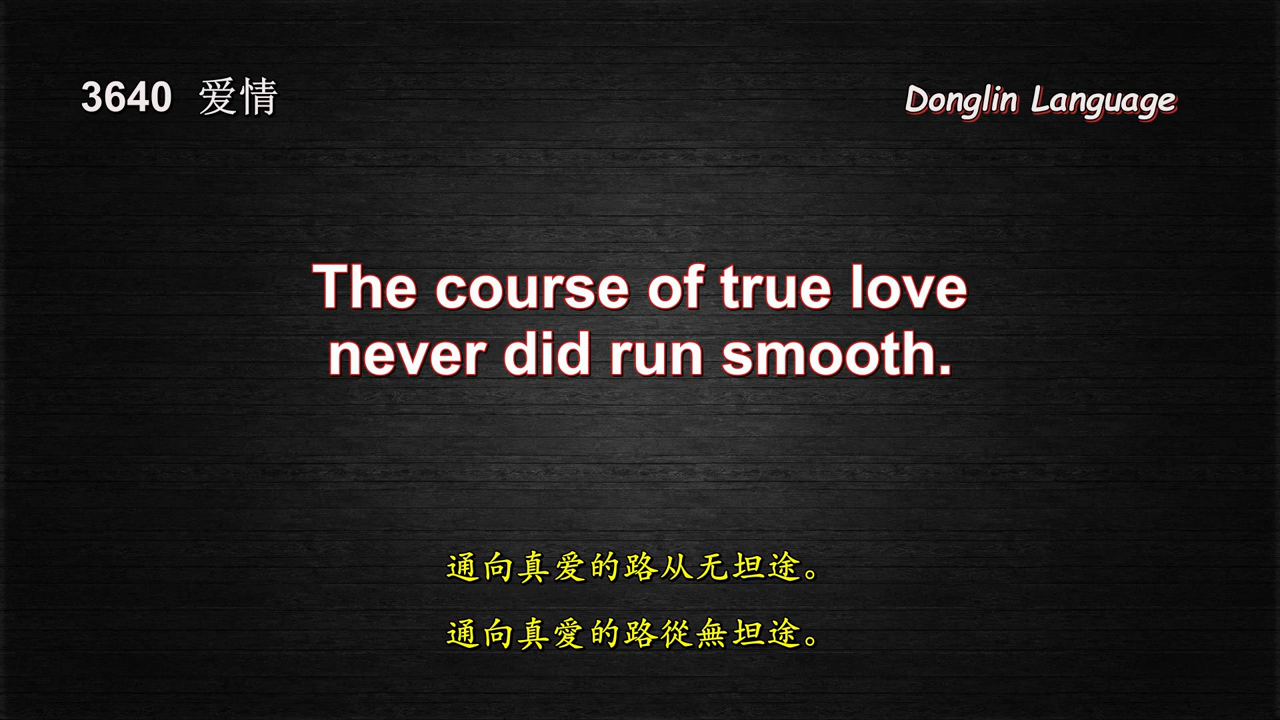 3640 爱情
Donglin Language
The course of true love
never did run smooth.
通向真爱的路从无坦途。
通向真愛的路從無坦途。